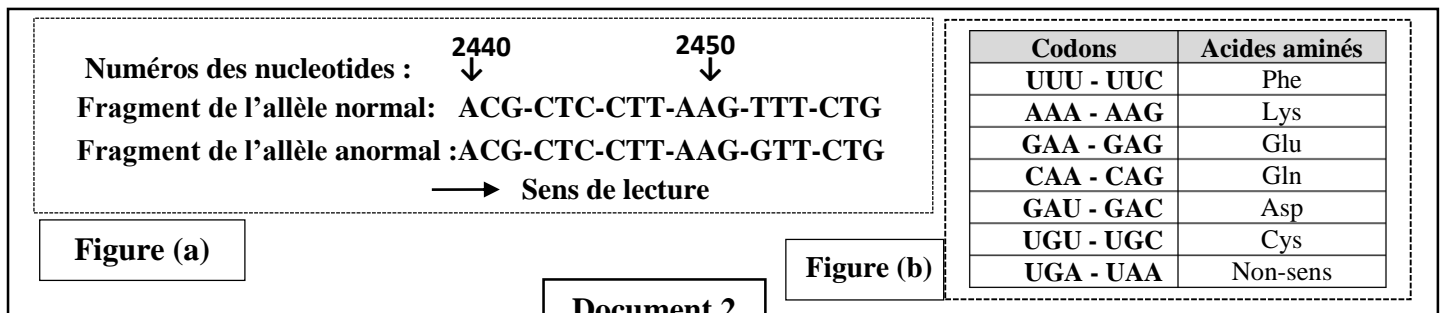 2440 2450
Numéros des nucleotides : ↓ ↓
Fragment de l'allèle normal: ACG-CTC-CTT-AAG-TTT-CTG
Fragment de l'allèle anormal :ACG-CTC-CTT-AAG-GTT-CTG
→ Sens de lecture
Figure (a)
Codons Acides aminés
UUU - UUC Phe
AAA - AAG Lys
GAA - GAG Glu
CAA - CAG Gln
GAU - GAC Asp
UGU - UGC Cys
UGA - UAA Non-sens
Figure (b)
Document 2